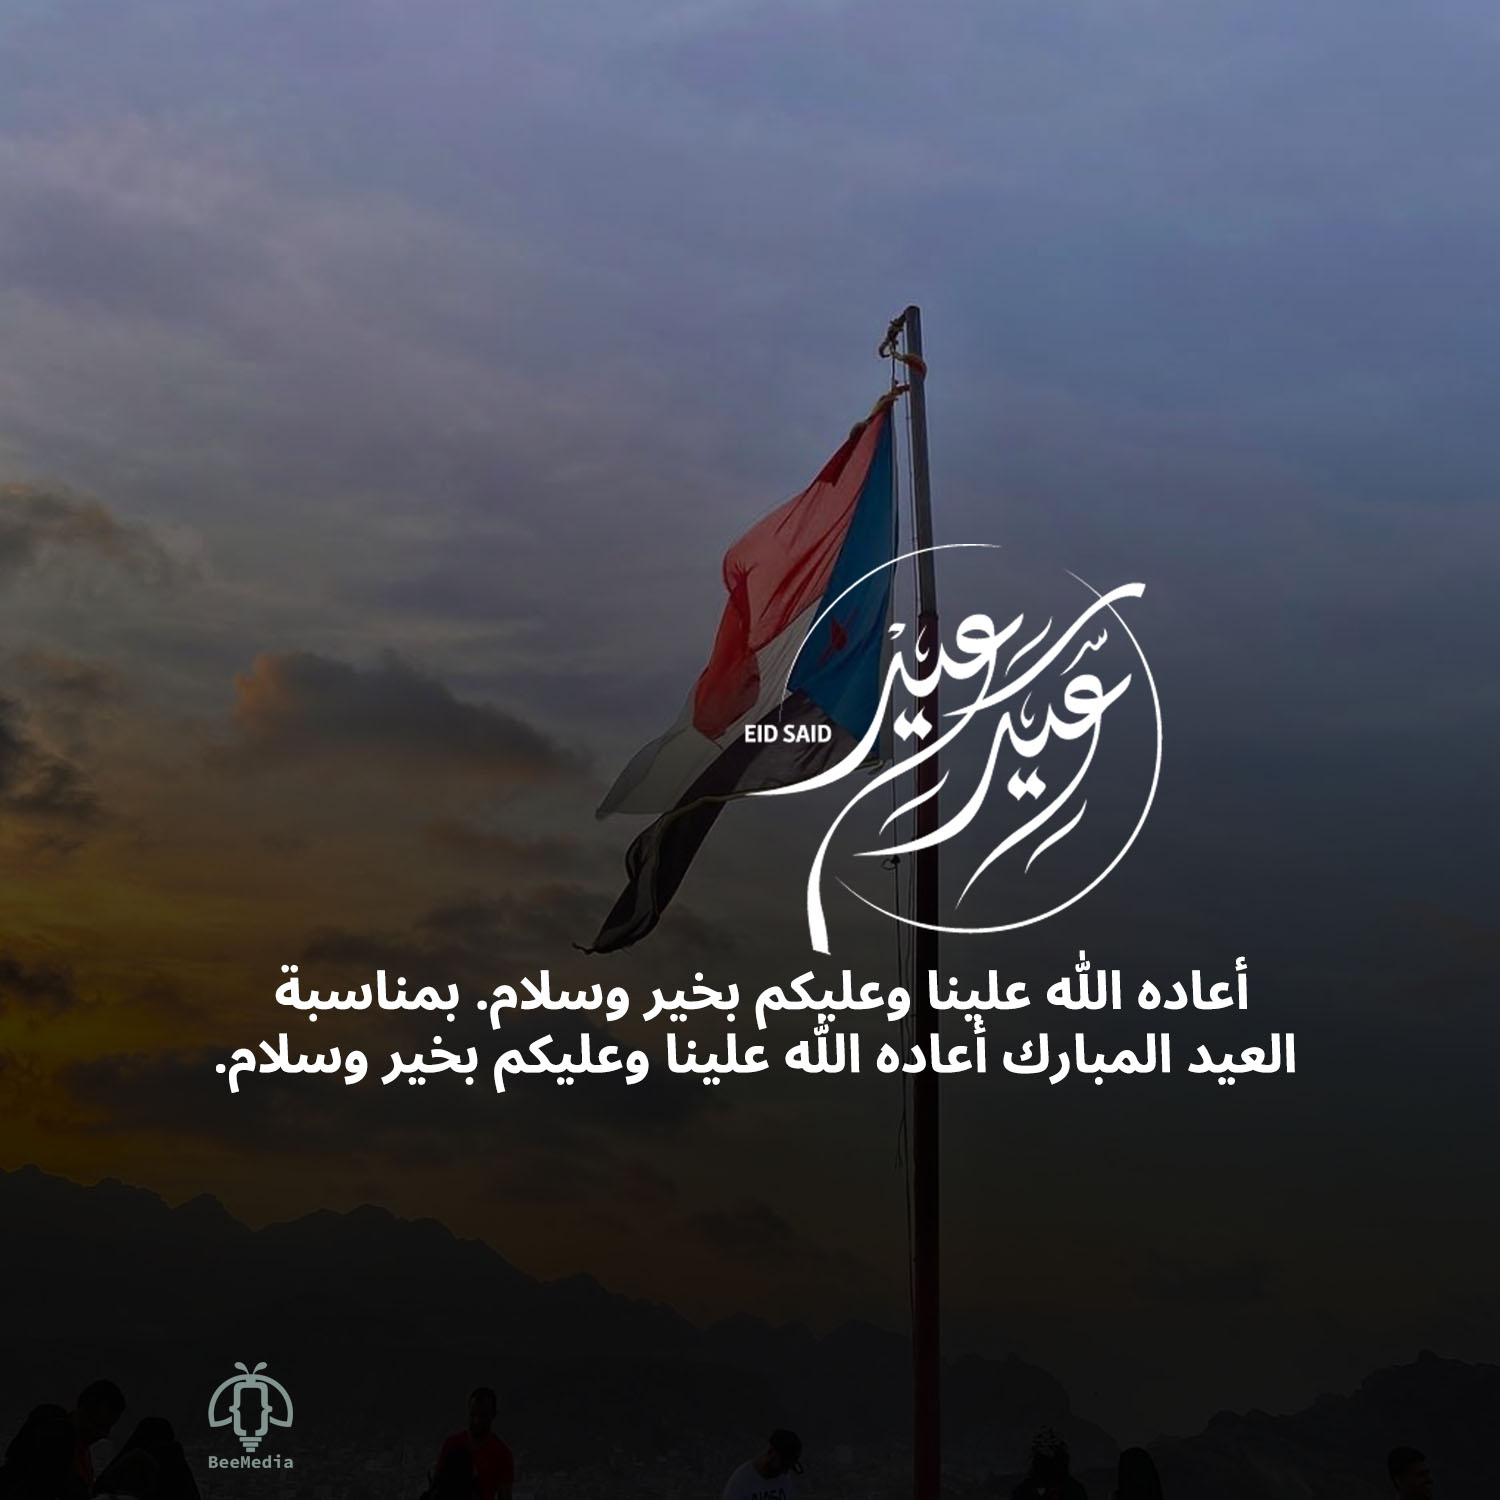 عيد سعيد
EID SAID
أعاده الله علينا وعليكم بخير وسلام. بمناسبة
العيد المبارك أعاده الله علينا وعليكم بخير وسلام.
BeeMedia